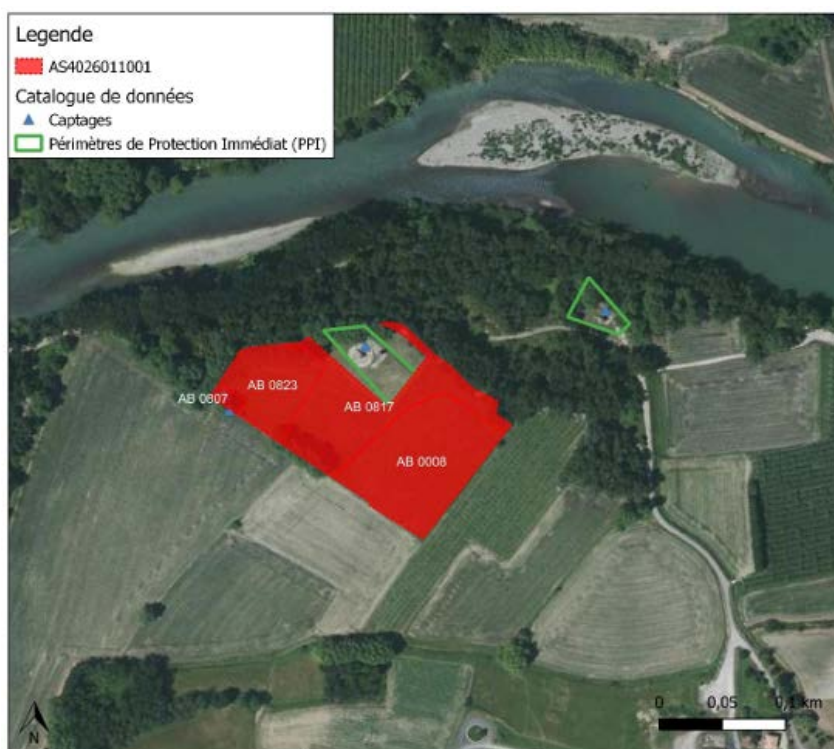 Legende
AS4026011001
Catalogue de données
Captages
Périmètres de Protection Immédiat (PPI)
AB 0807
AB 0823
AB 0817
AB 0008
N
0 0,05 0,1 km